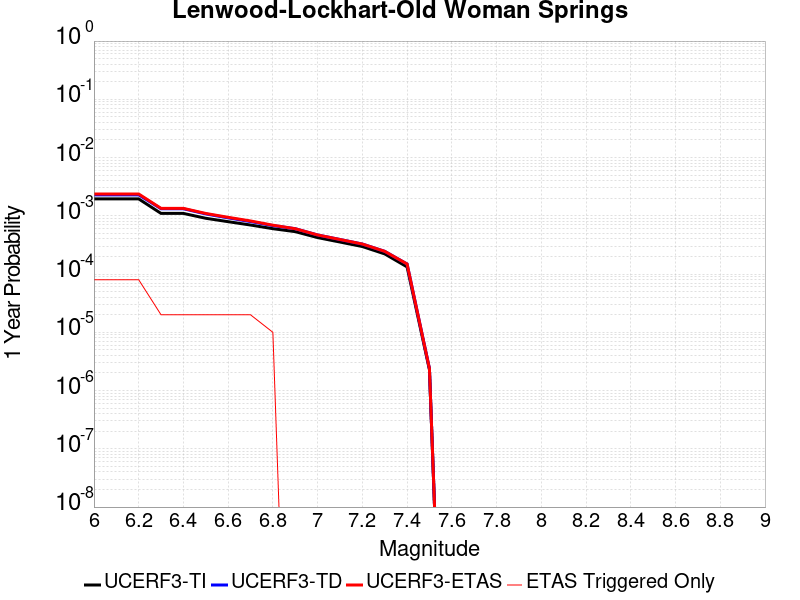 Lenwood-Lockhart-Old Woman Springs
10^0
10^-1
10^-2
10^-3
10^-4
10^-5
10^-6
10^-7
10^-8
1 Year Probability
6 6.2 6.4 6.6 6.8 7 7.2 7.4 7.6 7.8 8 8.2 8.4 8.6 8.8 9
Magnitude
UCERF3-TI UCERF3-TD UCERF3-ETAS ETAS Triggered Only